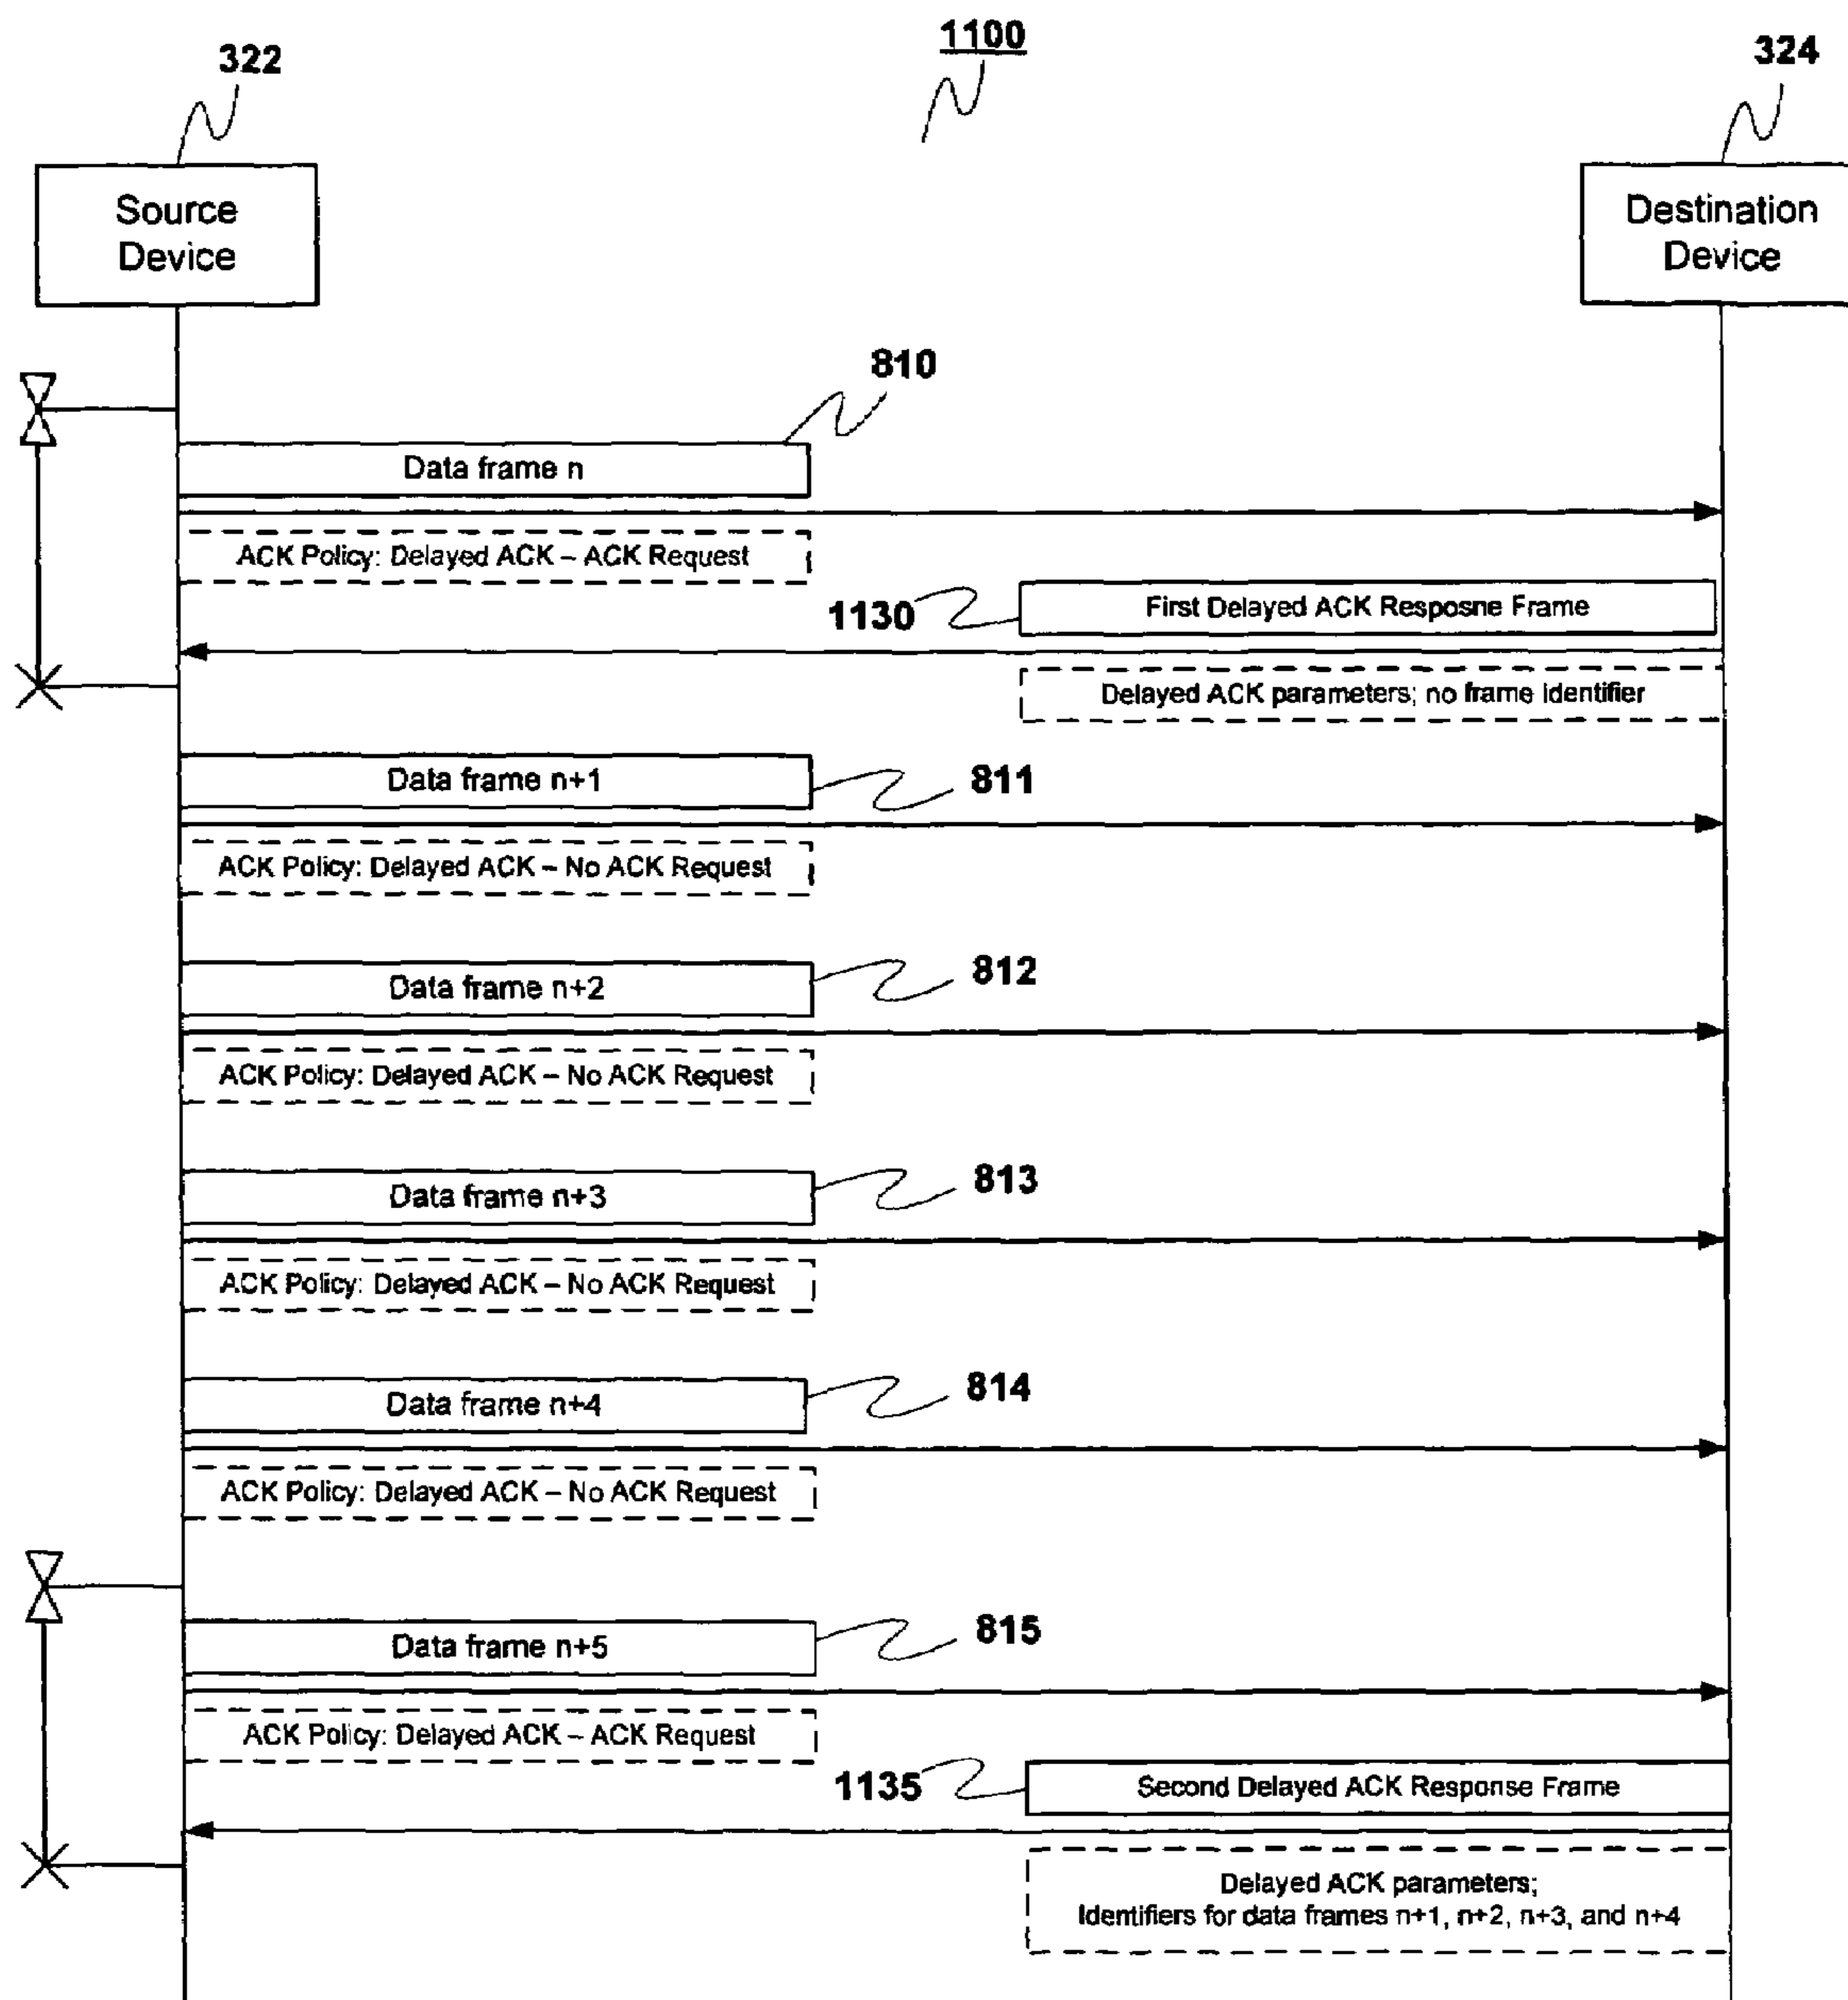 1100
322
324
Source
Device
Destination
Device
810
Data frame n
ACK Policy: Delayed ACK – ACK Request
1130
First Delayed ACK Resposne Frame
Delayed ACK parameters; no frame identifier
Data frame n+1
811
ACK Policy: Delayed ACK – No ACK Request
Data frame n+2
812
ACK Policy: Delayed ACK – No ACK Request
Data frame n+3
813
ACK Policy: Delayed ACK – No ACK Request
Data frame n+4
814
ACK Policy: Delayed ACK – No ACK Request
Data frame n+5
815
ACK Policy: Delayed ACK – ACK Request
1135
Second Delayed ACK Response Frame
Delayed ACK parameters;
Identifiers for data frames n+1, n+2, n+3, and n+4